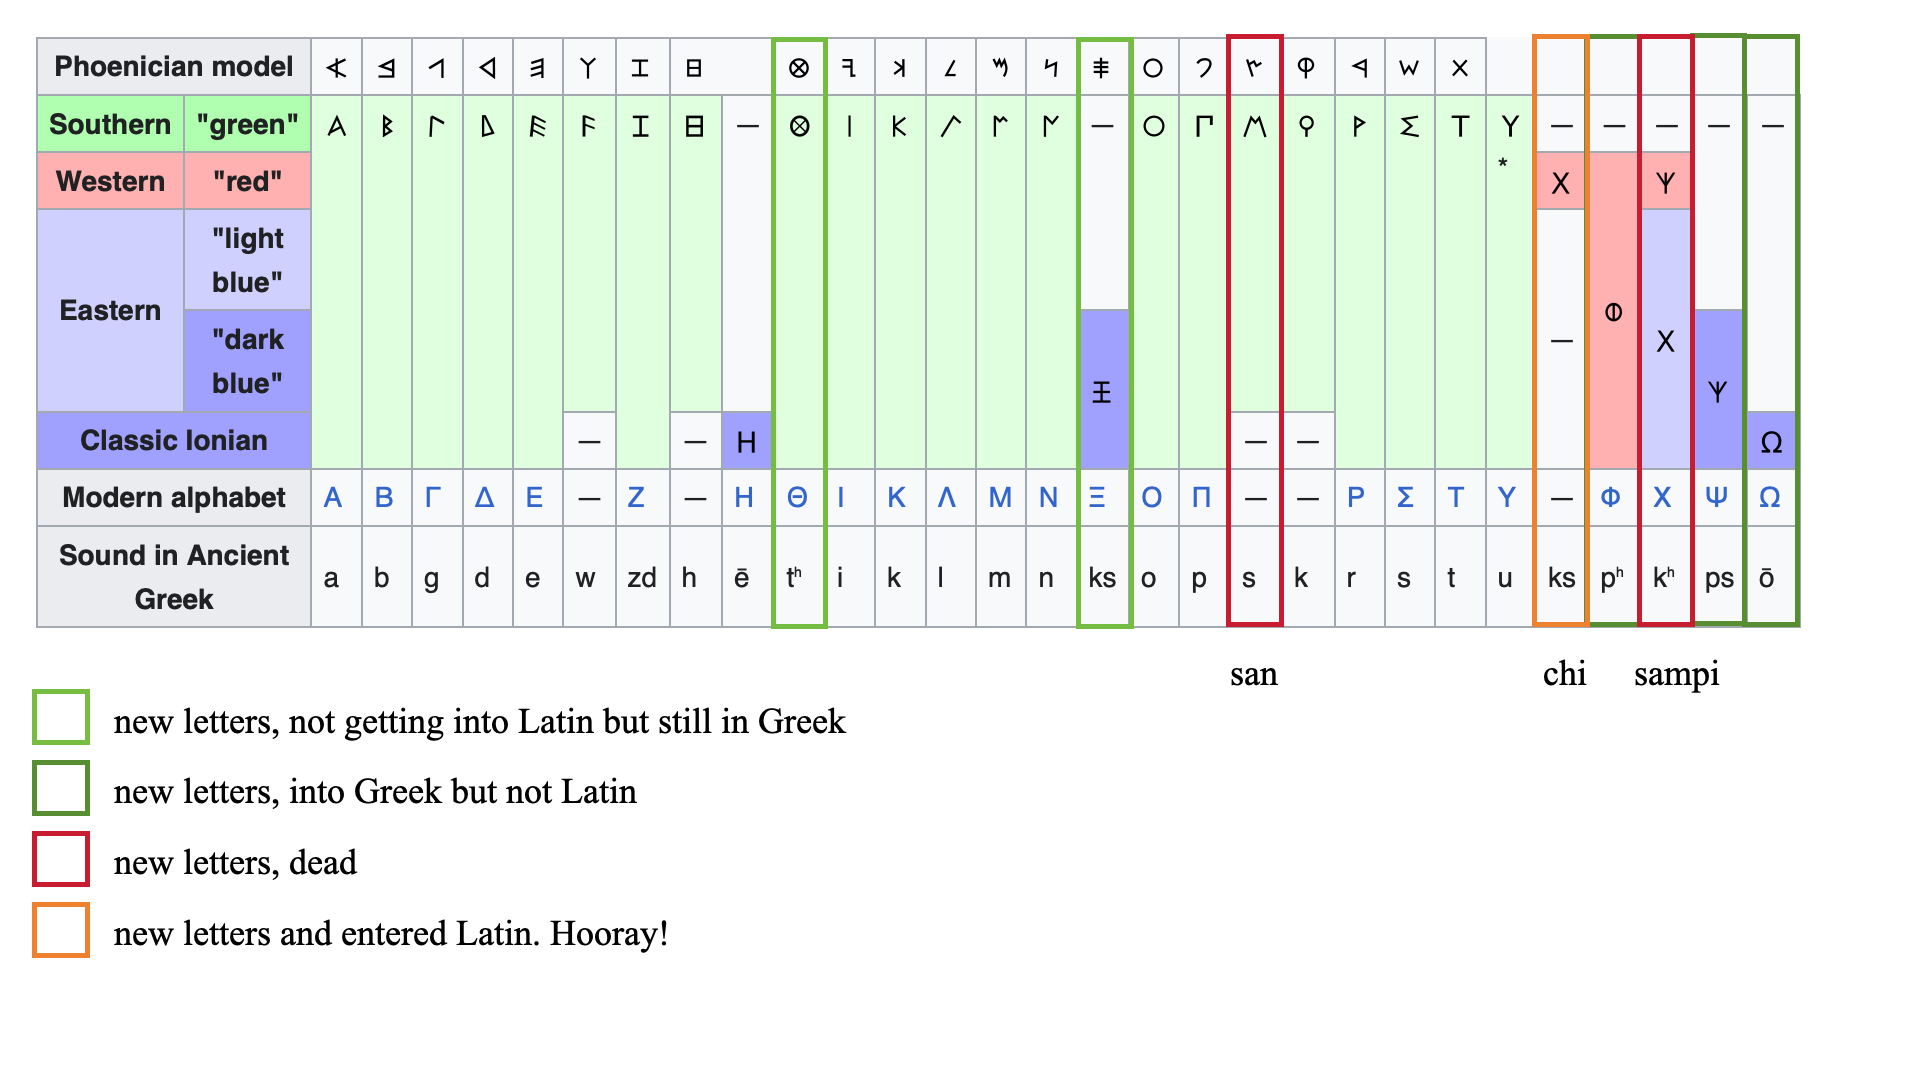 Phoenician model 𐤀 𐤁 𐤂 𐤃 𐤄 𐤅 𐤆 𐤇 𐤈 𐤉 𐤊 𐤋 𐤌 𐤍 𐤎 𐤏 𐤐 𐤑 𐤒 𐤓 𐤔 𐤕
Southern "green" Α Β Γ Δ Ε Ϝ Ζ Η — Θ Ι Κ Λ Μ Ν — Ο Π Ϻ Ϙ Ρ Σ Τ Υ — — — — —
*
Western "red" Χ Ψ
Eastern "light
blue"
Φ
"dark
blue"
— Χ
Ξ Ψ
Classic Ionian — — Η — — Ω
Modern alphabet Α Β Γ Δ Ε — Ζ — Η Θ Ι Κ Λ Μ Ν Ξ Ο Π — — Ρ Σ Τ Υ — Φ Χ Ψ Ω
Sound in Ancient
Greek
a b g d e w zd h ē tʰ i k l m n ks o p s k r s t u ks pʰ kʰ ps ō
san chi sampi
new letters, not getting into Latin but still in Greek
new letters, into Greek but not Latin
new letters, dead
new letters and entered Latin. Hooray!